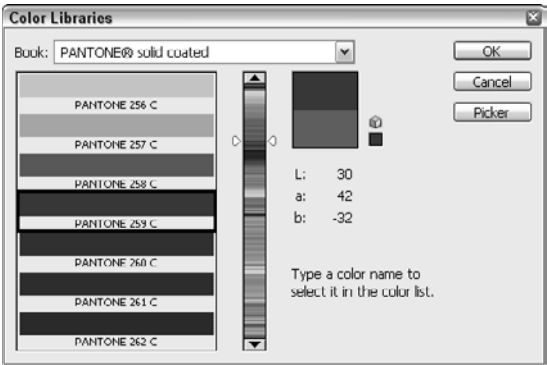 Color Libraries
Book: PANTONE® solid coated
OK
Cancel
Picker
PANTONE 256 C
PANTONE 257 C
PANTONE 258 C
PANTONE 259 C
PANTONE 260 C
PANTONE 261 C
PANTONE 262 C
L: 30
a: 42
b: -32
Type a color name to
select it in the color list.